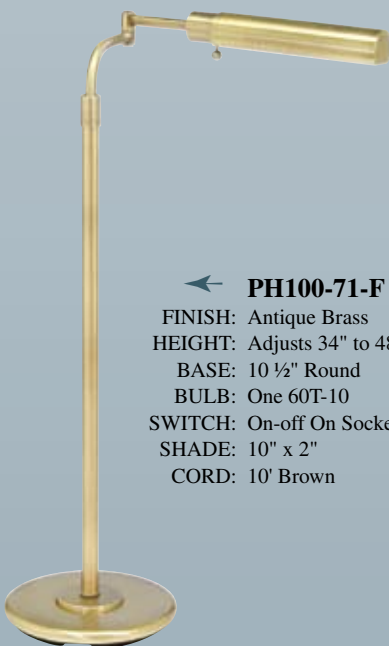 PH100-71-F
FINISH: Antique Brass
HEIGHT: Adjusts 34" to
BASE: 10 ½" Round
BULB: One 60T-10
SWITCH: On-off On
SHADE: 10" x 2"
CORD: 10' Brown